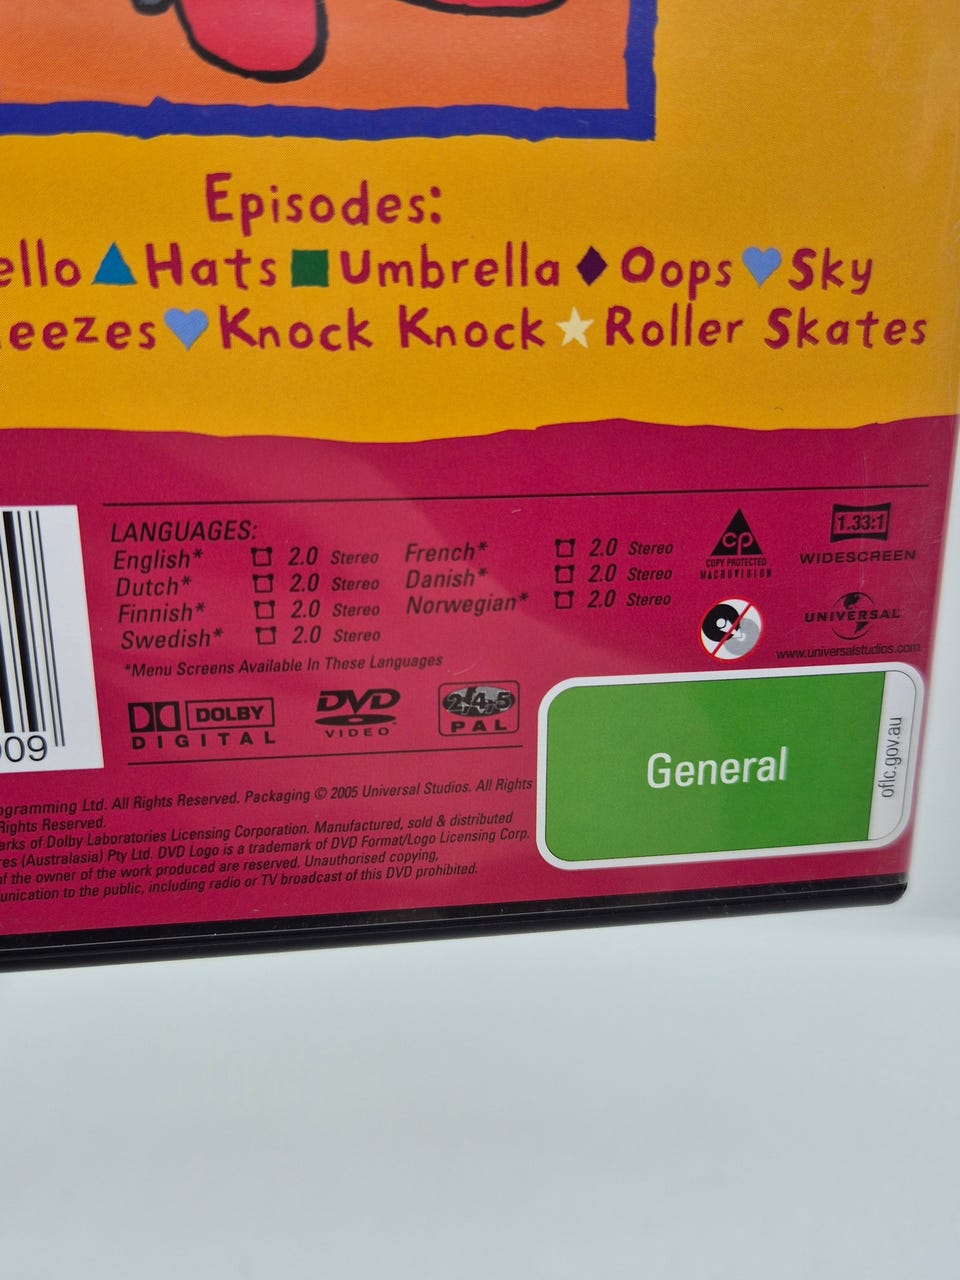 Episodes:
ello Hats Umbrella Oops Sky
eezes Knock Knock Roller Skates
LANGUAGES:
English* 2.0 Stereo French* 2.0 Stereo
Dutch* 2.0 Stereo Danish* 2.0 Stereo
Finnish* 2.0 Stereo Norwegian* 2.0 Stereo
Swedish* 2.0 Stereo
*Menu Screens Available In These Languages
cp
COPY PROTECTED
MACROVISION
1.33:1
WIDESCREEN
UNIVERSAL
www.universalstudios.com
DOLBY
DIGITAL
DVD
VIDEO
2/4/5
PAL
General
oflc.gov.au
909
ogramming Ltd. All Rights Reserved. Packaging © 2005 Universal Studios. All Rights
Rights Reserved.
arks of Dolby Laboratories Licensing Corporation. Manufactured, sold & distributed
res (Australasia) Pty Ltd. DVD Logo is a trademark of DVD Format/Logo Licensing Corp.
of the owner of the work produced are reserved. Unauthorised copying,
unication to the public, including radio or TV broadcast of this DVD prohibited.